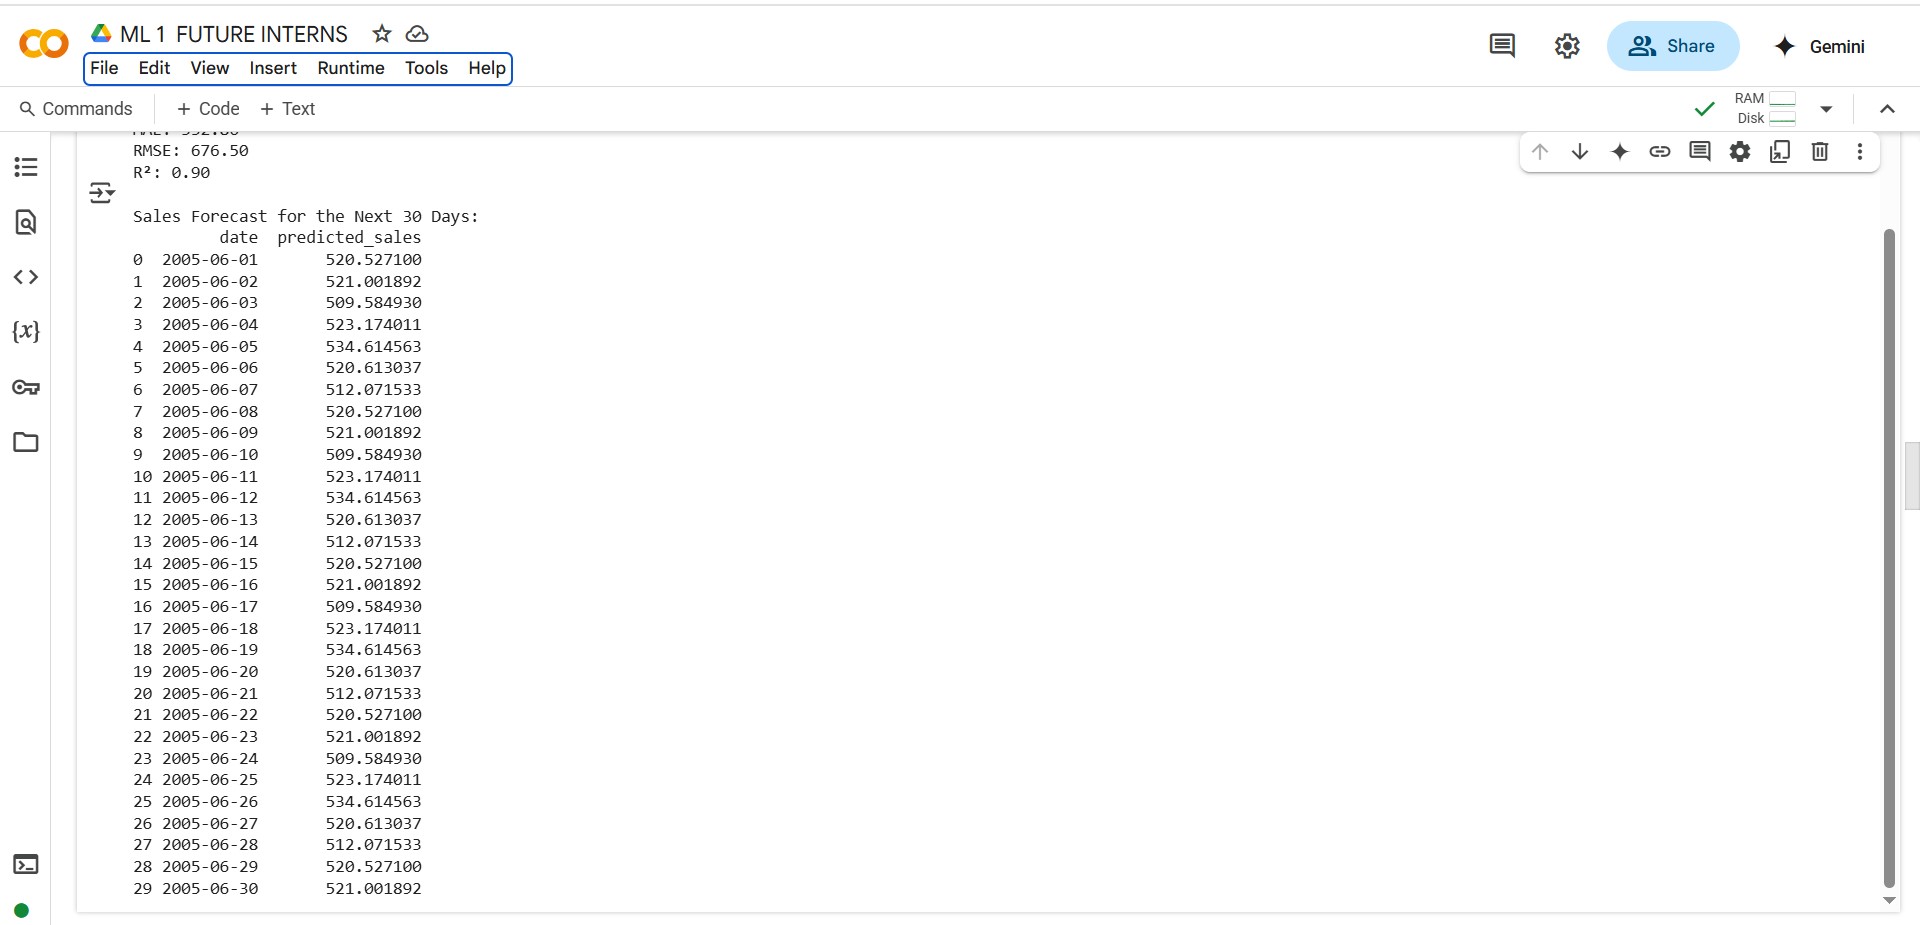 ML 1 FUTURE INTERNS
File Edit View Insert Runtime Tools Help
Share
Gemini
Commands + Code + Text
RAM
Disk
RMSE: 676.50
R²: 0.90
Sales Forecast for the Next 30 Days:
date predicted_sales
0 2005-06-01 520.527100
1 2005-06-02 521.001892
2 2005-06-03 509.584930
3 2005-06-04 523.174011
4 2005-06-05 534.614563
5 2005-06-06 520.613037
6 2005-06-07 512.071533
7 2005-06-08 520.527100
8 2005-06-09 521.001892
9 2005-06-10 509.584930
10 2005-06-11 523.174011
11 2005-06-12 534.614563
12 2005-06-13 520.613037
13 2005-06-14 512.071533
14 2005-06-15 520.527100
15 2005-06-16 521.001892
16 2005-06-17 509.584930
17 2005-06-18 523.174011
18 2005-06-19 534.614563
19 2005-06-20 520.613037
20 2005-06-21 512.071533
21 2005-06-22 520.527100
22 2005-06-23 521.001892
23 2005-06-24 509.584930
24 2005-06-25 523.174011
25 2005-06-26 534.614563
26 2005-06-27 520.613037
27 2005-06-28 512.071533
28 2005-06-29 520.527100
29 2005-06-30 521.001892